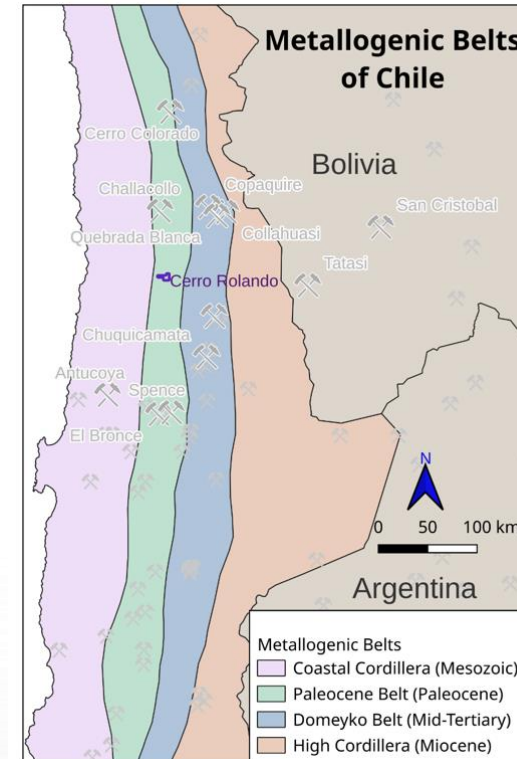 Metallogenic Belts
of Chile
Cerro Colorado
Bolivia
Challacollo
Copaquire
San Cristobal
Quebrada Blanca
Collahuasi
Tatasi
Cerro Rolando
Chuquicamata
Antucoya
Spence
El Bronce
N
0 50 100 km
Argentina
Metallogenic Belts
Coastal Cordillera (Mesozoic)
Paleocene Belt (Paleocene)
Domeyko Belt (Mid-Tertiary)
High Cordillera (Miocene)